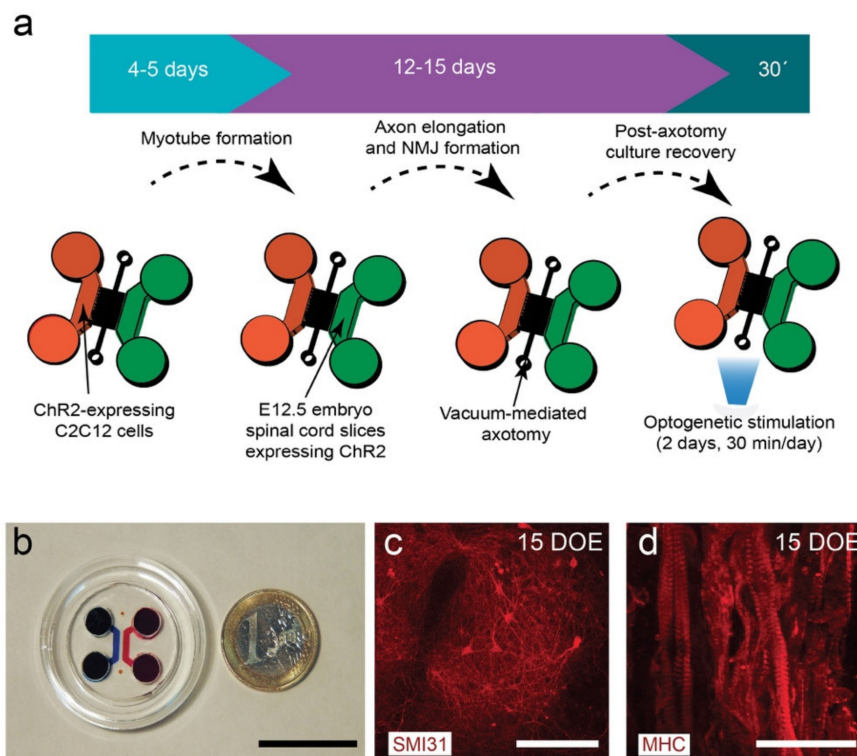 a
4-5 days
12-15 days
30´
Myotube formation
Axon elongation
and NMJ formation
Post-axotomy
culture recovery
ChR2-expressing
C2C12 cells
E12.5 embryo
spinal cord slices
expressing ChR2
Vacuum-mediated
axotomy
Optogenetic stimulation
(2 days, 30 min/day)
b
1
c
15 DOE
SMI31
d
15 DOE
MHC